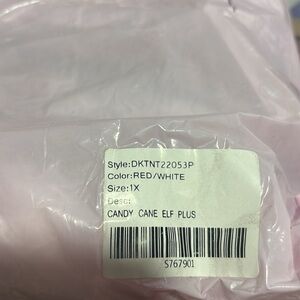 Style:DKTNT22053P
Color:RED/WHITE
Size:1X
Desc:
CANDY CANE ELF PLUS
S767901